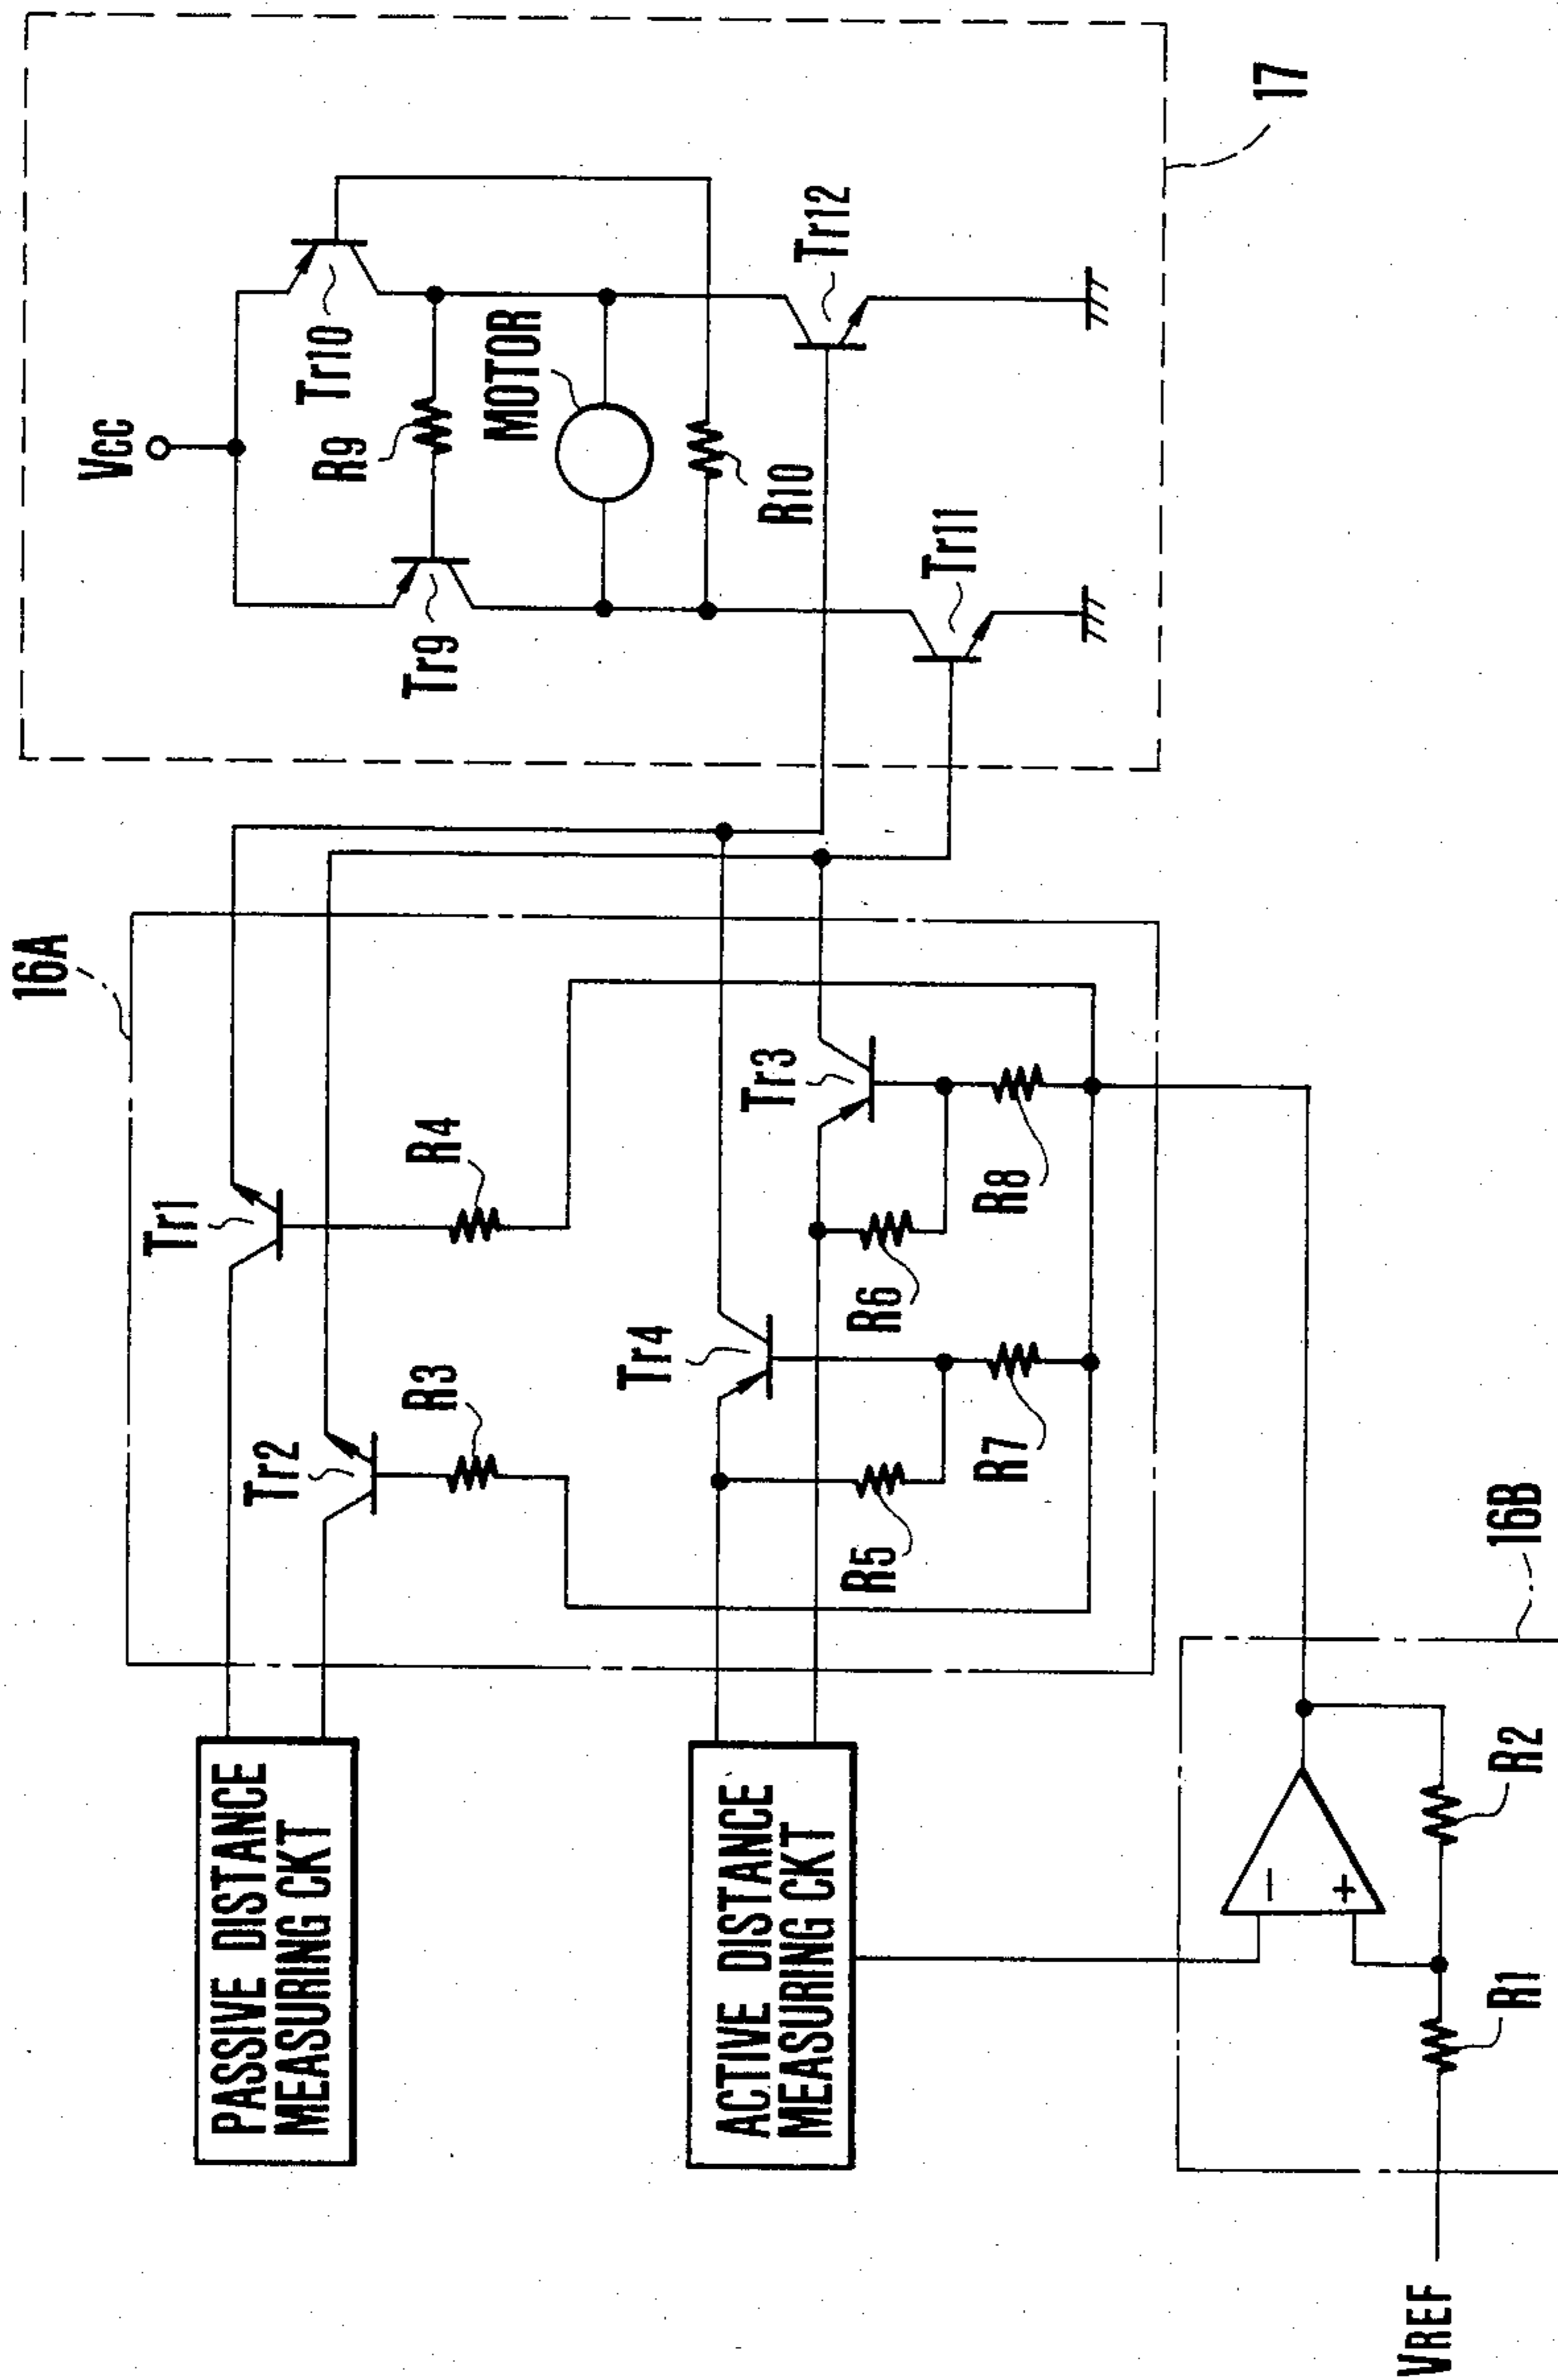 16A
17
Vcc
Tr10
R9
MOTOR
Tr9
R10
Tr12
Tr11
Tr1
R4
Tr2
R3
Tr3
Tr4
R6
R8
R5
R7
PASSIVE DISTANCE
MEASURING CKT
ACTIVE DISTANCE
MEASURING CKT
16B
−
+
R2
R1
VREF